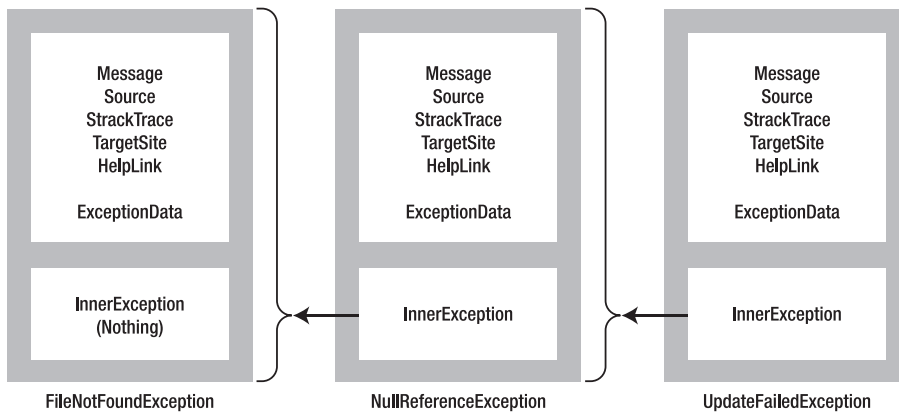 Message
Source
StrackTrace
TargetSite
HelpLink
ExceptionData
InnerException
(Nothing)
FileNotFoundException
Message
Source
StrackTrace
TargetSite
HelpLink
ExceptionData
InnerException
NullReferenceException
Message
Source
StrackTrace
TargetSite
HelpLink
ExceptionData
InnerException
UpdateFailedException